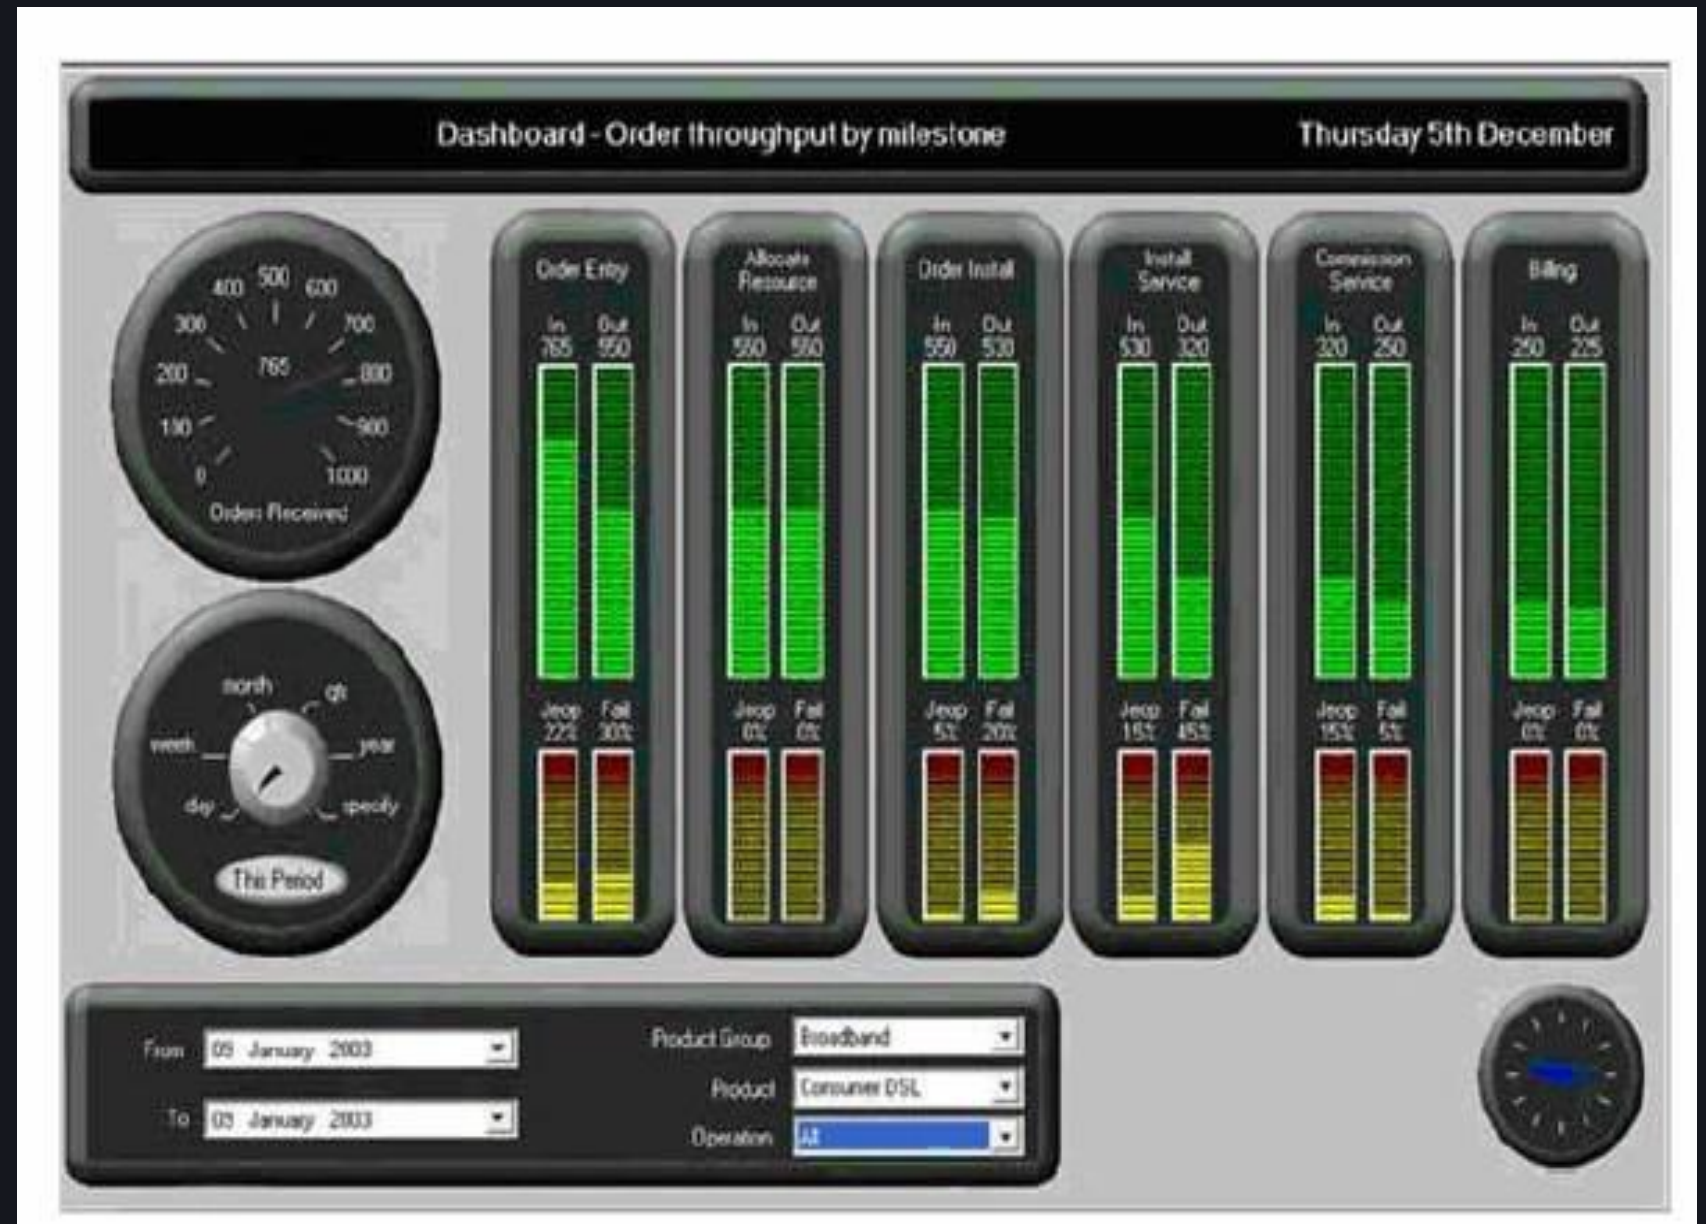 Dashboard - Order throughput by milestone
Thursday 5th December
0
100
200
300
400
500
600
700
800
900
1000
765
Orders Received
day
week
month
qtr
year
specify
This Period
Order Entry
In Out
765 550
Jeop Fail
22% 30%
Allocate
Resource
In Out
550 550
Jeop Fail
0% 0%
Order Install
In Out
550 530
Jeop Fail
5% 20%
Install
Service
In Out
530 320
Jeop Fail
15% 45%
Commission
Service
In Out
320 250
Jeop Fail
15% 5%
Billing
In Out
250 225
Jeop Fail
0% 0%
From
January 2003
To
January 2003
Product Group Broadband
Product Consumer DSL
Operation All